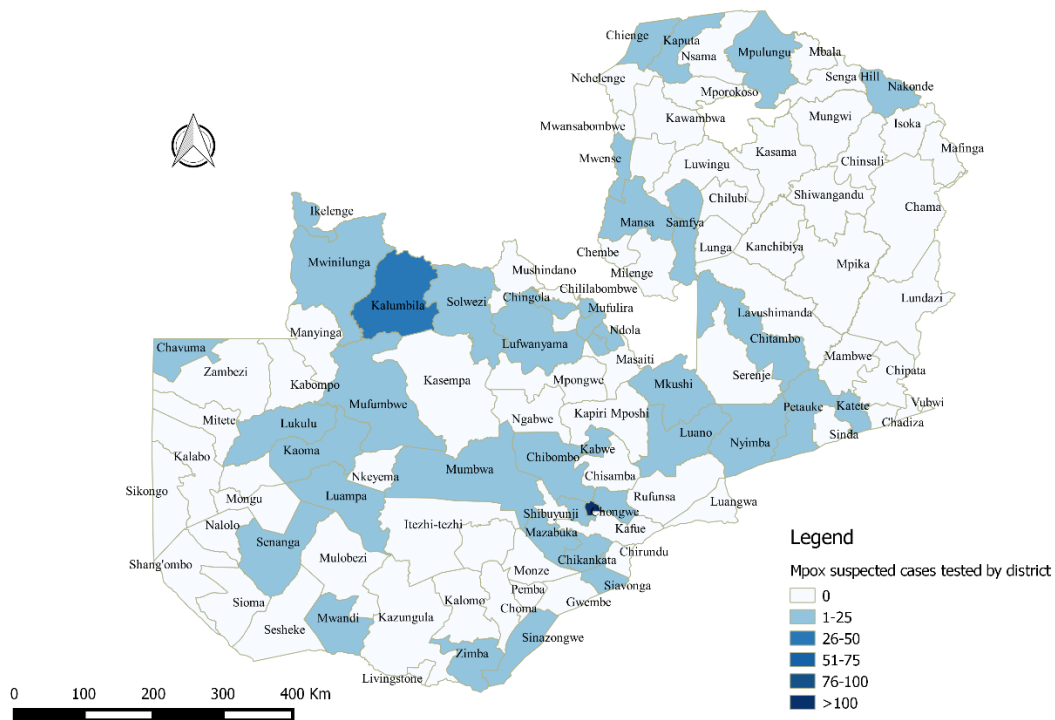 Chienge
Kaputa
Nsama
Mpulungu
Mbala
Senga Hill
Nakonde
Nchelenge
Mporokoso
Mungwi
Isoka
Kawambwa
Mwansabombwe
Kasama
Chinsali
Mafinga
Mwense
Luwingu
Chilubi
Shiwangandu
Chama
Ikelenge
Mansa
Samfya
Lunga
Kanchibiya
Mwinilunga
Chembe
Mpika
Mushindano
Milenge
Kalumbila
Solwezi
Chingola
Chililabombwe
Lundazi
Mufulira
Lavushimanda
Manyinga
Ndola
Chitambo
Chavuma
Lufwanyama
Masaiti
Mambwe
Zambezi
Serenje
Chipata
Kabompo
Kasempa
Mpongwe
Mkushi
Vubwi
Mufumbwe
Petauke
Katete
Mitete
Lukulu
Ngabwe
Kapiri Mposhi
Chadiza
Luano
Nyimba
Sinda
Kaoma
Kabwe
Kalabo
Chibombo
Nkeyema
Mumbwa
Chisamba
Sikongo
Mongu
Luampa
Rufunsa
Luangwa
Nalolo
Shibuyunji
Chongwe
Itezhi-tezhi
Kafue
Senanga
Mazabuka
Shang'ombo
Mulobezi
Chikankata
Chirundu
Monze
Siavonga
Sioma
Pemba
Gwembe
Kalomo
Choma
Mwandi
Kazungula
Sesheke
Sinazongwe
Zimba
Livingstone
Legend
Mpox suspected cases tested by district
0
1-25
26-50
51-75
76-100
>100
0 100 200 300 400 Km